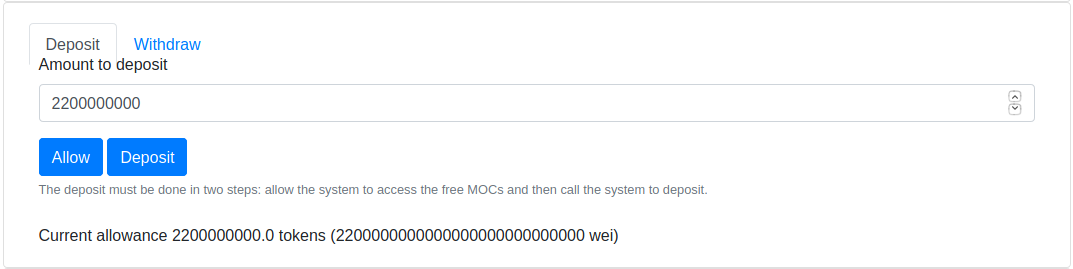 Deposit Withdraw
Amount to deposit
2200000000
Allow Deposit
The deposit must be done in two steps: allow the system to access the free MOCs and then call the system to deposit.
Current allowance 2200000000.0 tokens (2200000000000000000000000000 wei)